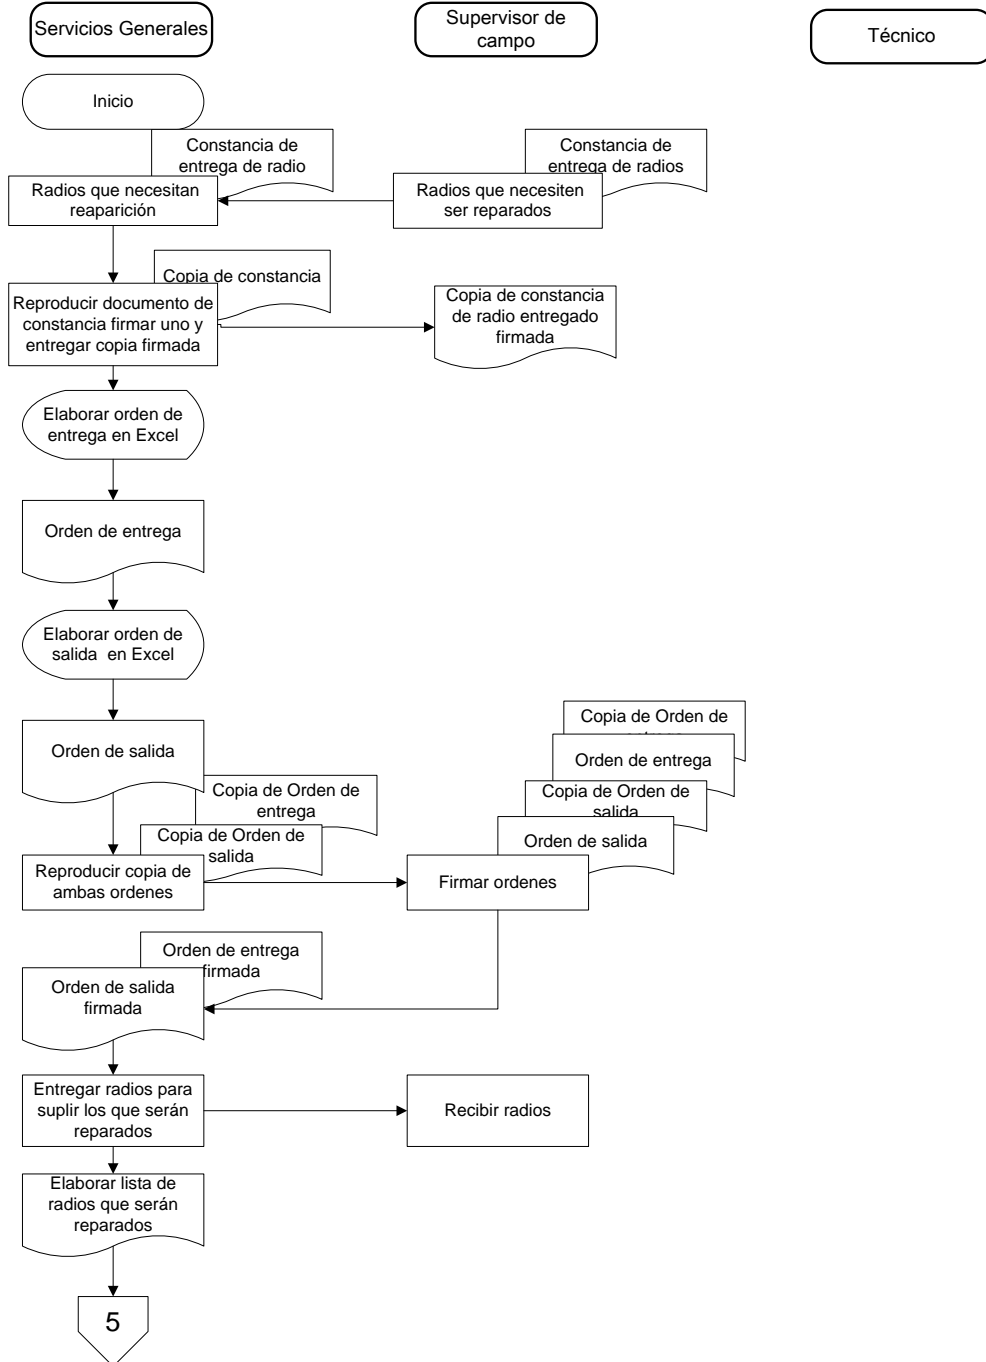 Servicios Generales
Supervisor de
campo
Técnico
Inicio
Constancia de
entrega de radio
Constancia de
entrega de radios
Radios que necesitan
reaparición
Radios que necesiten
ser reparados
Copia de constancia
Reproducir documento de
constancia firmar uno y
entregar copia firmada
Copia de constancia
de radio entregado
firmada
Elaborar orden de
entrega en Excel
Orden de entrega
Elaborar orden de
salida en Excel
Copia de Orden de
entrega
Orden de entrega
Orden de salida
Copia de Orden de
salida
Copia de Orden de
entrega
Orden de salida
Copia de Orden de
salida
Reproducir copia de
ambas ordenes
Firmar ordenes
Orden de entrega
firmada
Orden de salida
firmada
Entregar radios para
suplir los que serán
reparados
Recibir radios
Elaborar lista de
radios que serán
reparados
5